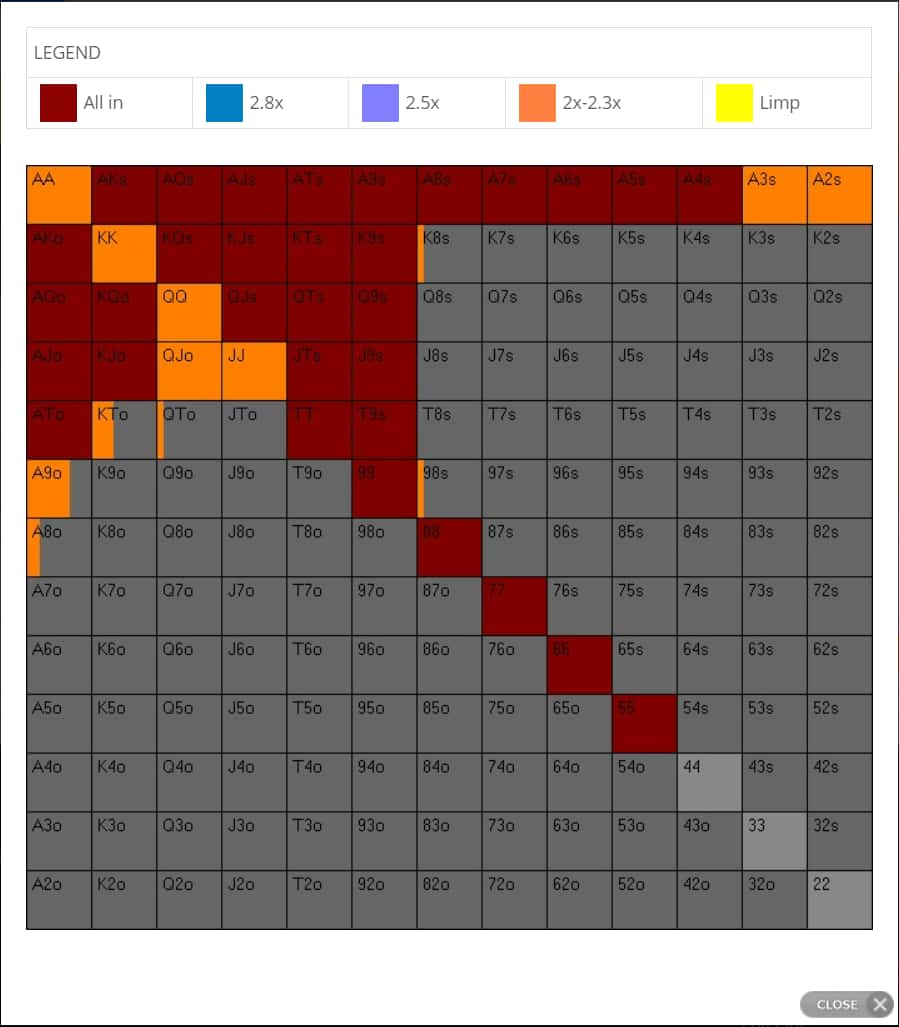 LEGEND
All in 2.8x 2.5x 2x-2.3x Limp
AA AKs AQs AJs ATs A9s A8s A7s A6s A5s A4s A3s A2s
AKo KK KQs KJs KTs K9s K8s K7s K6s K5s K4s K3s K2s
AQo KQo QQ QJs QTs Q9s Q8s Q7s Q6s Q5s Q4s Q3s Q2s
AJo KJo QJo JJ JTs J9s J8s J7s J6s J5s J4s J3s J2s
ATo KTo QTo JTo TT T9s T8s T7s T6s T5s T4s T3s T2s
A9o K9o Q9o J9o T9o 99 98s 97s 96s 95s 94s 93s 92s
A8o K8o Q8o J8o T8o 98o 88 87s 86s 85s 84s 83s 82s
A7o K7o Q7o J7o T7o 97o 87o 77 76s 75s 74s 73s 72s
A6o K6o Q6o J6o T6o 96o 86o 76o 66 65s 64s 63s 62s
A5o K5o Q5o J5o T5o 95o 85o 75o 65o 55 54s 53s 52s
A4o K4o Q4o J4o T4o 94o 84o 74o 64o 54o 44 43s 42s
A3o K3o Q3o J3o T3o 93o 83o 73o 63o 53o 43o 33 32s
A2o K2o Q2o J2o T2o 92o 82o 72o 62o 52o 42o 32o 22
CLOSE